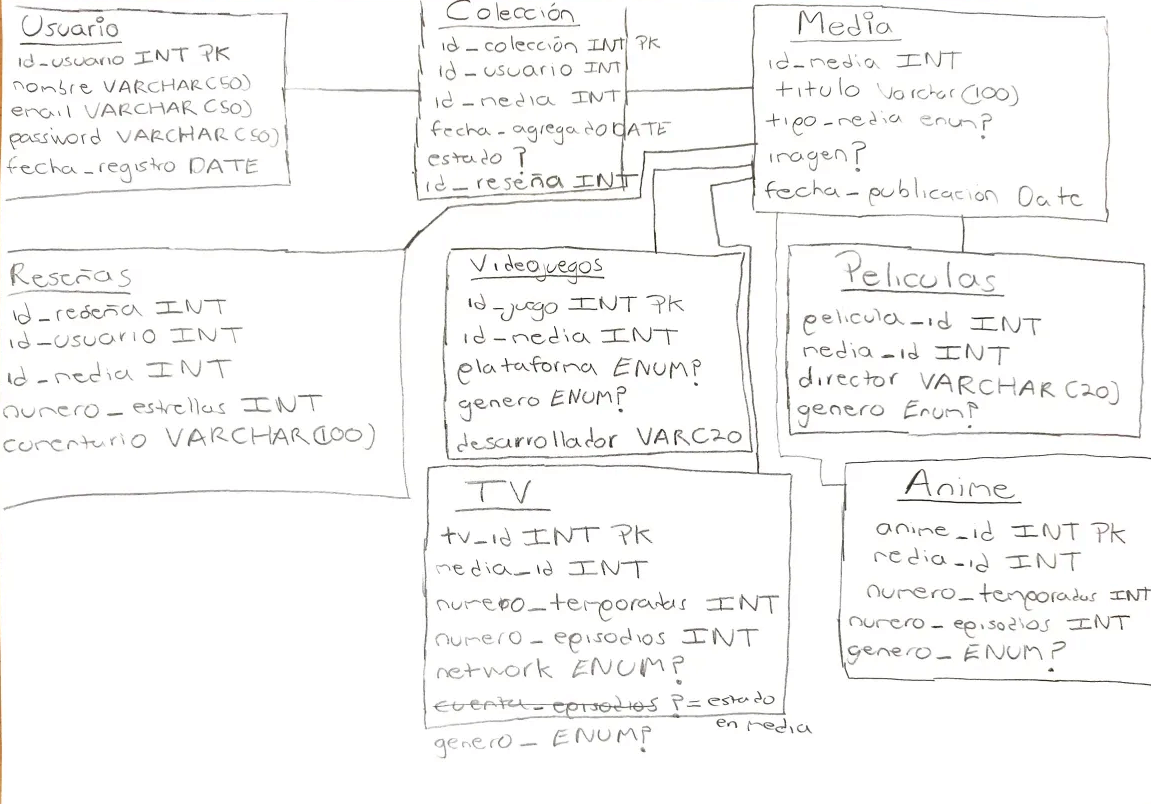 Usuario
id_usuario INT PK
nombre VARCHAR(50)
email VARCHAR(50)
password VARCHAR(50)
fecha_registro DATE
Colección
id_colección INT PK
id_usuario INT
id_media INT
fecha_agregado DATE
estado ?
id_reseña INT
Media
id_media INT
titulo Varchar(100)
tipo_media enum?
imagen?
fecha_publicación Date
Reseñas
id_reseña INT
id_usuario INT
id_media INT
numero_estrellas INT
comentario VARCHAR(100)
Videojuegos
id_juego INT PK
id_media INT
plataforma ENUM?
genero ENUM?
desarrollador VARC20
Peliculas
pelicula_id INT
media_id INT
director VARCHAR(20)
genero Enum?
TV
tv_id INT PK
media_id INT
numero_temporadas INT
numero_episodios INT
network ENUM?
cuenta_episodios ?= estado
en media
genero_ ENUM?
Anime
anime_id INT PK
media_id INT
numero_temporadas INT
numero_episodios INT
genero_ ENUM?